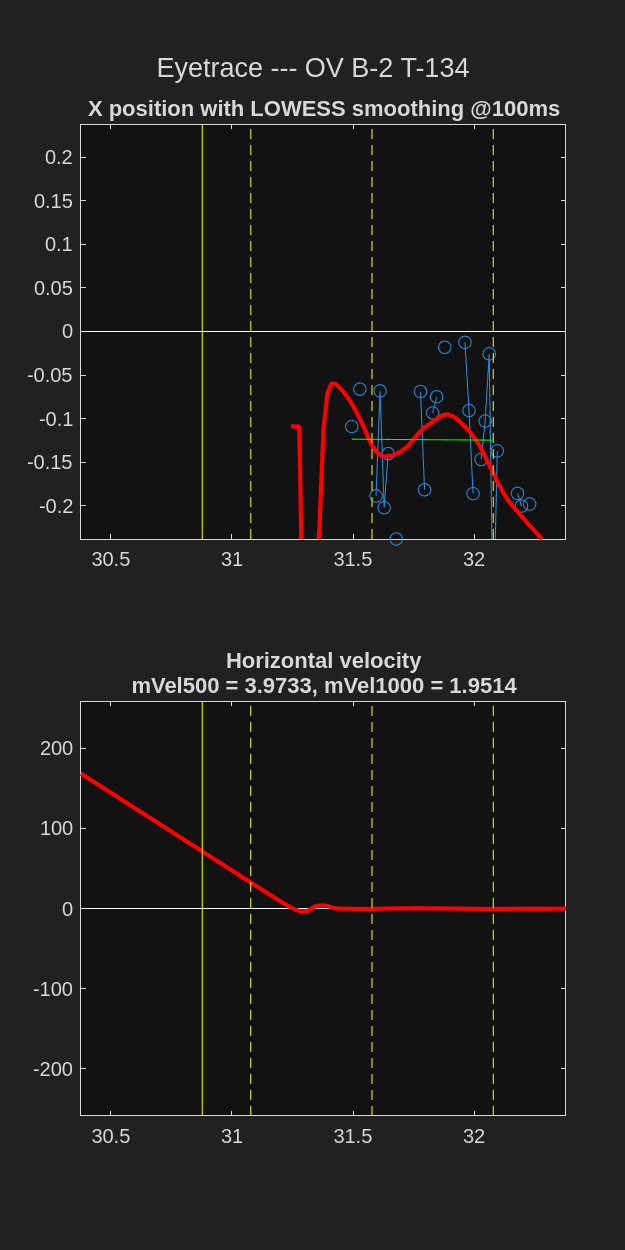 Eyetrace --- OV B-2 T-134
X position with LOWESS smoothing @100ms
0.2
0.15
0.1
0.05
0
-0.05
-0.1
-0.15
-0.2
30.5 31 31.5 32
Horizontal velocity
mVel500 = 3.9733, mVel1000 = 1.9514
200
100
0
-100
-200
30.5 31 31.5 32